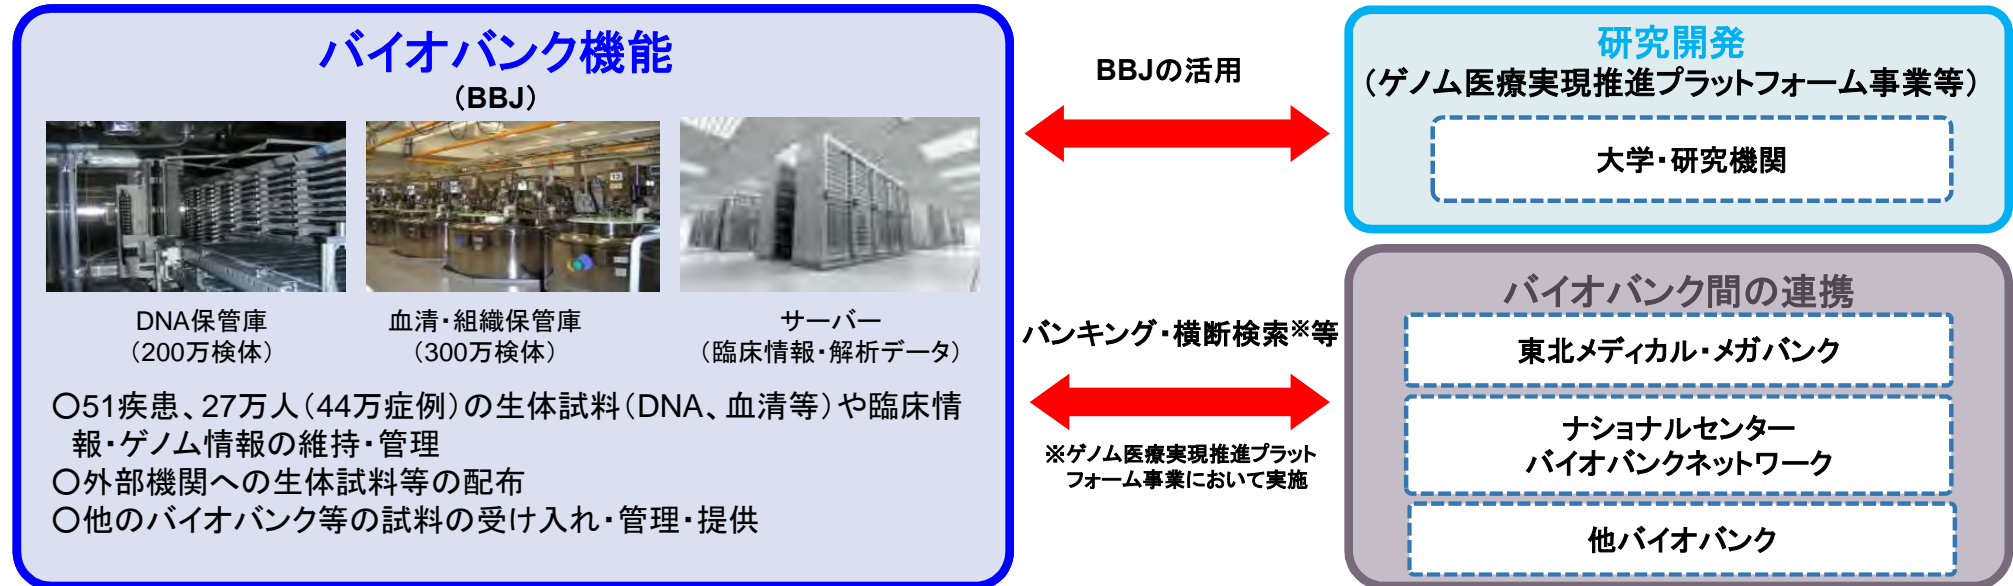 バイオバンク機能
（BBJ）
DNA保管庫
（200万検体）
血清・組織保管庫
（300万検体）
サーバー
（臨床情報・解析データ）
〇51疾患、27万人（44万症例）の生体試料（DNA、血清等）や臨床情
報・ゲノム情報の維持・管理
〇外部機関への生体試料等の配布
〇他のバイオバンク等の試料の受け入れ・管理・提供
BBJの活用
バンキング・横断検索※等
※ゲノム医療実現推進プラット
フォーム事業において実施
研究開発
（ゲノム医療実現推進プラットフォーム事業等）
大学・研究機関
バイオバンク間の連携
東北メディカル・メガバンク
ナショナルセンター
バイオバンクネットワーク
他バイオバンク